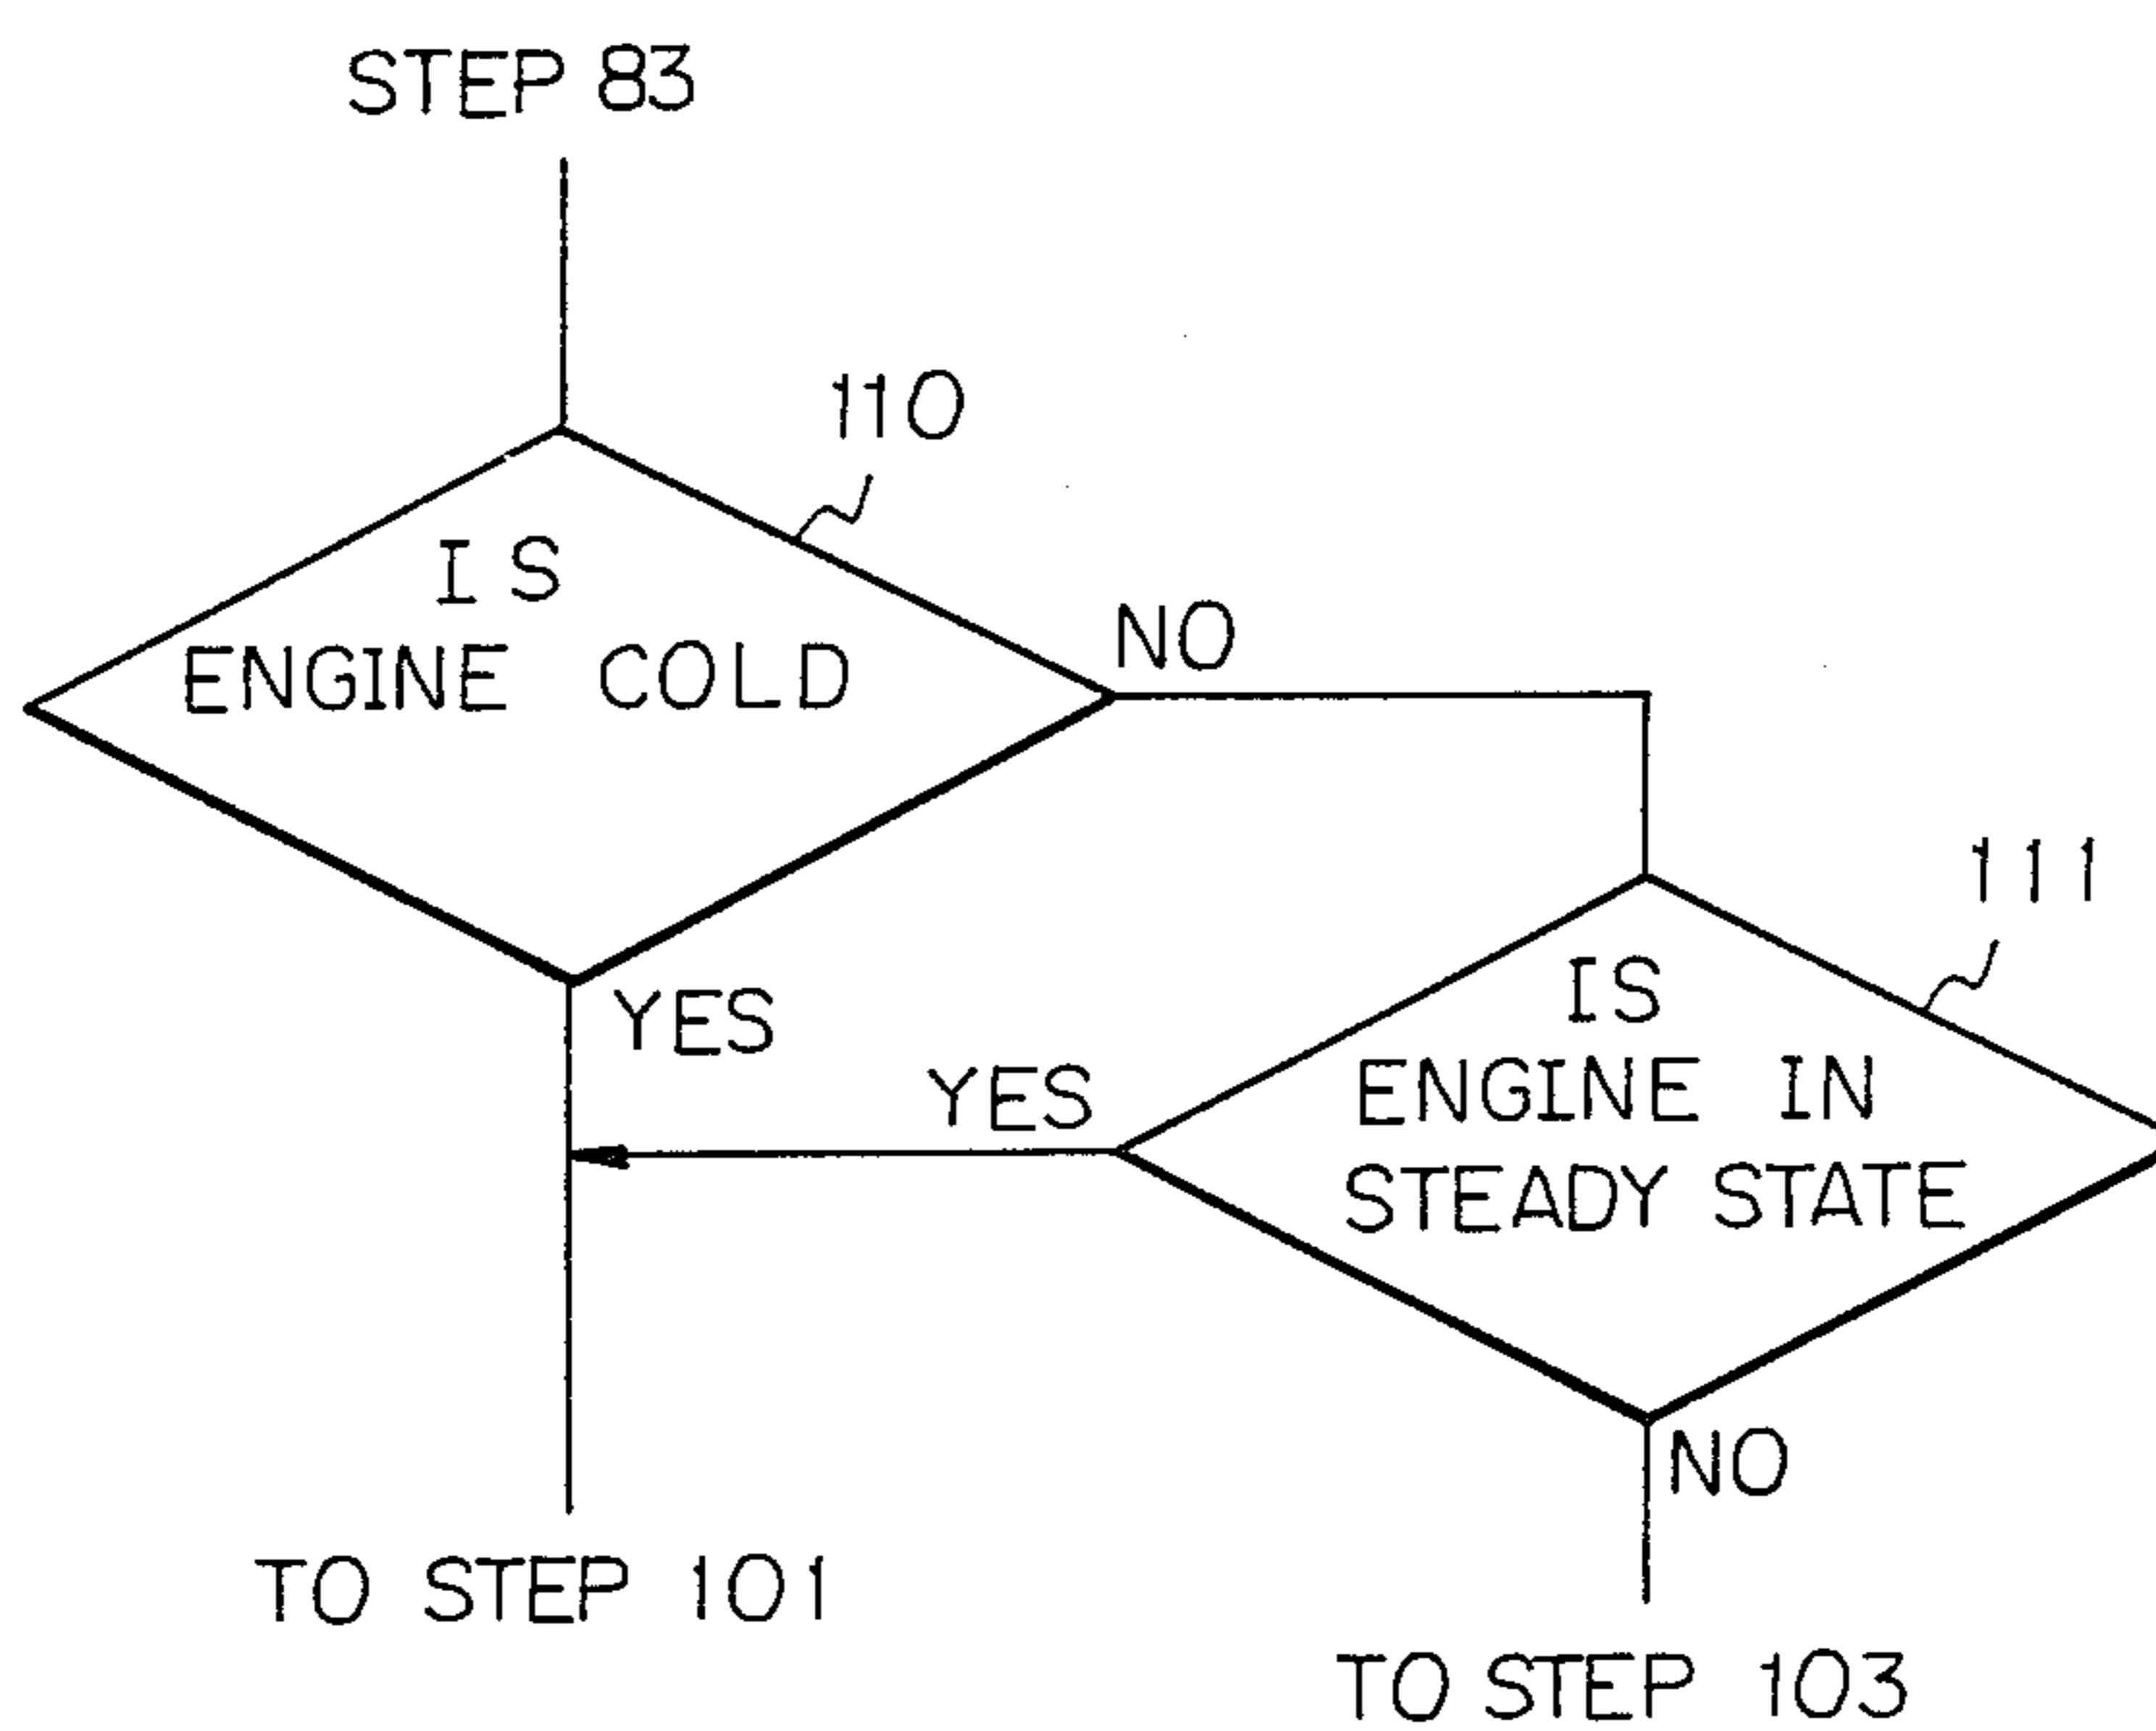 STEP 83
110
IS
ENGINE COLD
NO
YES
111
IS
ENGINE IN
STEADY STATE
YES
NO
TO STEP 101
TO STEP 103